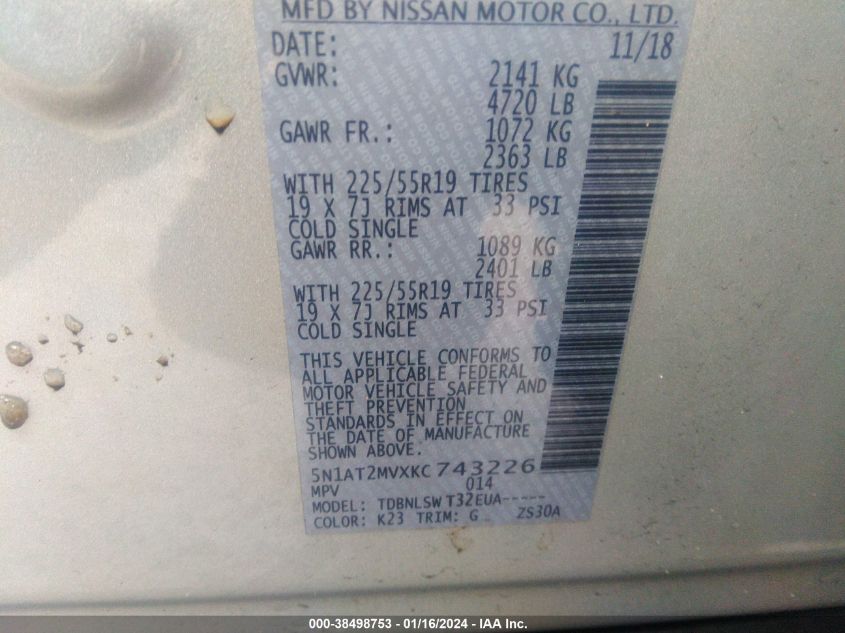 MFD BY NISSAN MOTOR CO., LTD.
DATE: 11/18
GVWR: 2141 KG
4720 LB
GAWR FR.: 1072 KG
2363 LB
WITH 225/55R19 TIRES
19 X 7J RIMS AT 33 PSI
COLD SINGLE
GAWR RR.: 1089 KG
2401 LB
WITH 225/55R19 TIRES
19 X 7J RIMS AT 33 PSI
COLD SINGLE
THIS VEHICLE CONFORMS TO
ALL APPLICABLE FEDERAL
MOTOR VEHICLE SAFETY AND
THEFT PREVENTION
STANDARDS IN EFFECT ON
THE DATE OF MANUFACTURE
SHOWN ABOVE.
5N1AT2MVXKC 743226
MPV 014
MODEL: TDBNLSW T32EUA-----
COLOR: K23 TRIM: G ZS30A
000-38498753 - 01/16/2024 - IAA Inc.